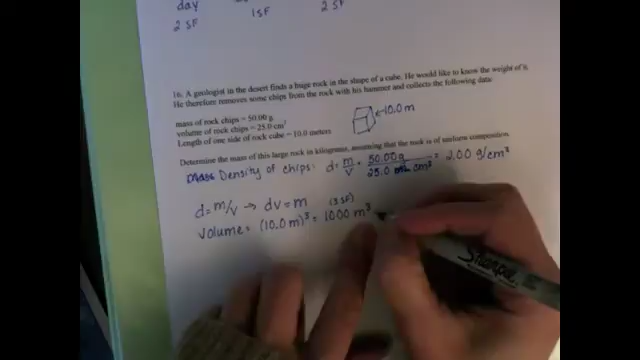 day
2 SF
1 SF
2 SF
16. A geologist in the desert finds a huge rock in the shape of a cube. He would like to know the weight of it.
He therefore removes some chips from the rock with his hammer and collects the following data:
mass of rock chips = 50.00 g
volume of rock chips = 25.0 cm³
Length of one side of rock cube = 10.0 meters
←10.0 m
Determine the mass of this large rock in kilograms, assuming that the rock is of uniform composition.
Density of chips: d = m/v = 50.00g / 25.0 cm³ = 2.00 g/cm³
d = m/v → dv = m
(3 SF)
volume = (10.0 m)³ = 1000 m³
Sharpie